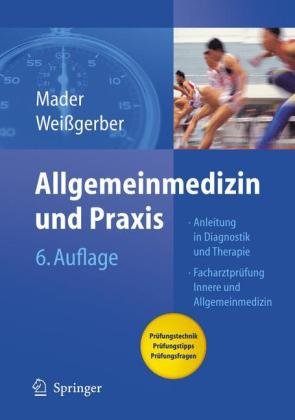 Mader
Weißgerber
Allgemeinmedizin
und Praxis
6. Auflage
· Anleitung
in Diagnostik
und Therapie
· Facharztprüfung
Innere und
Allgemeinmedizin
Prüfungstechnik
Prüfungstipps
Prüfungsfragen
Springer